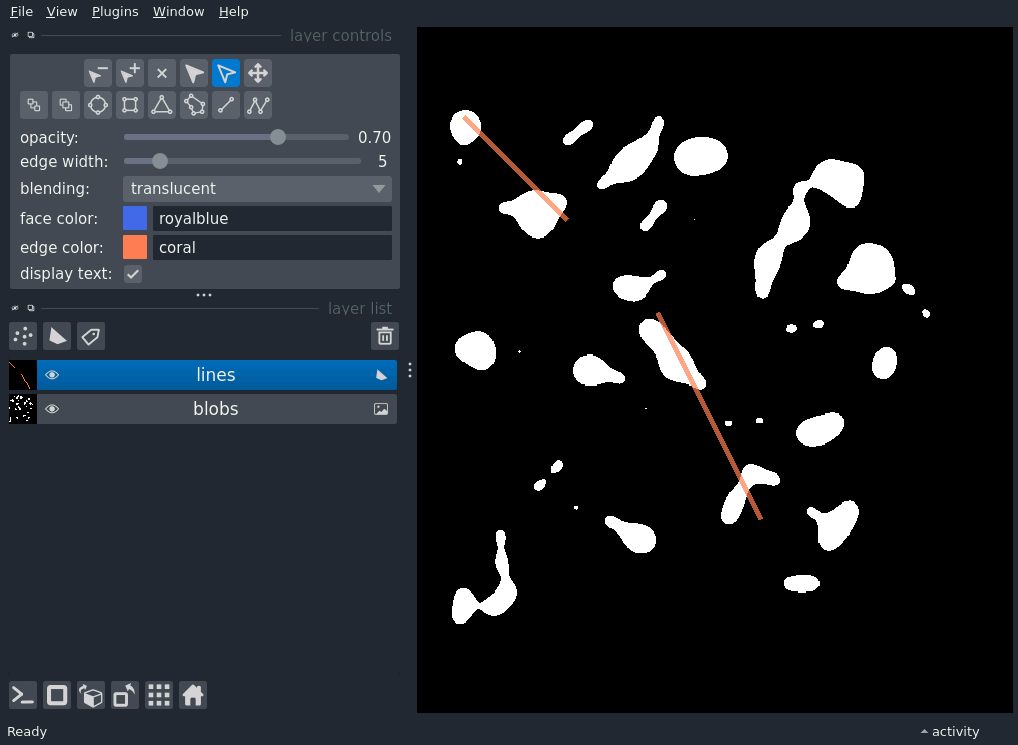 File View Plugins Window Help
layer controls
opacity: 0.70
edge width: 5
blending: translucent
face color: royalblue
edge color: coral
display text:
layer list
lines
blobs
Ready
activity